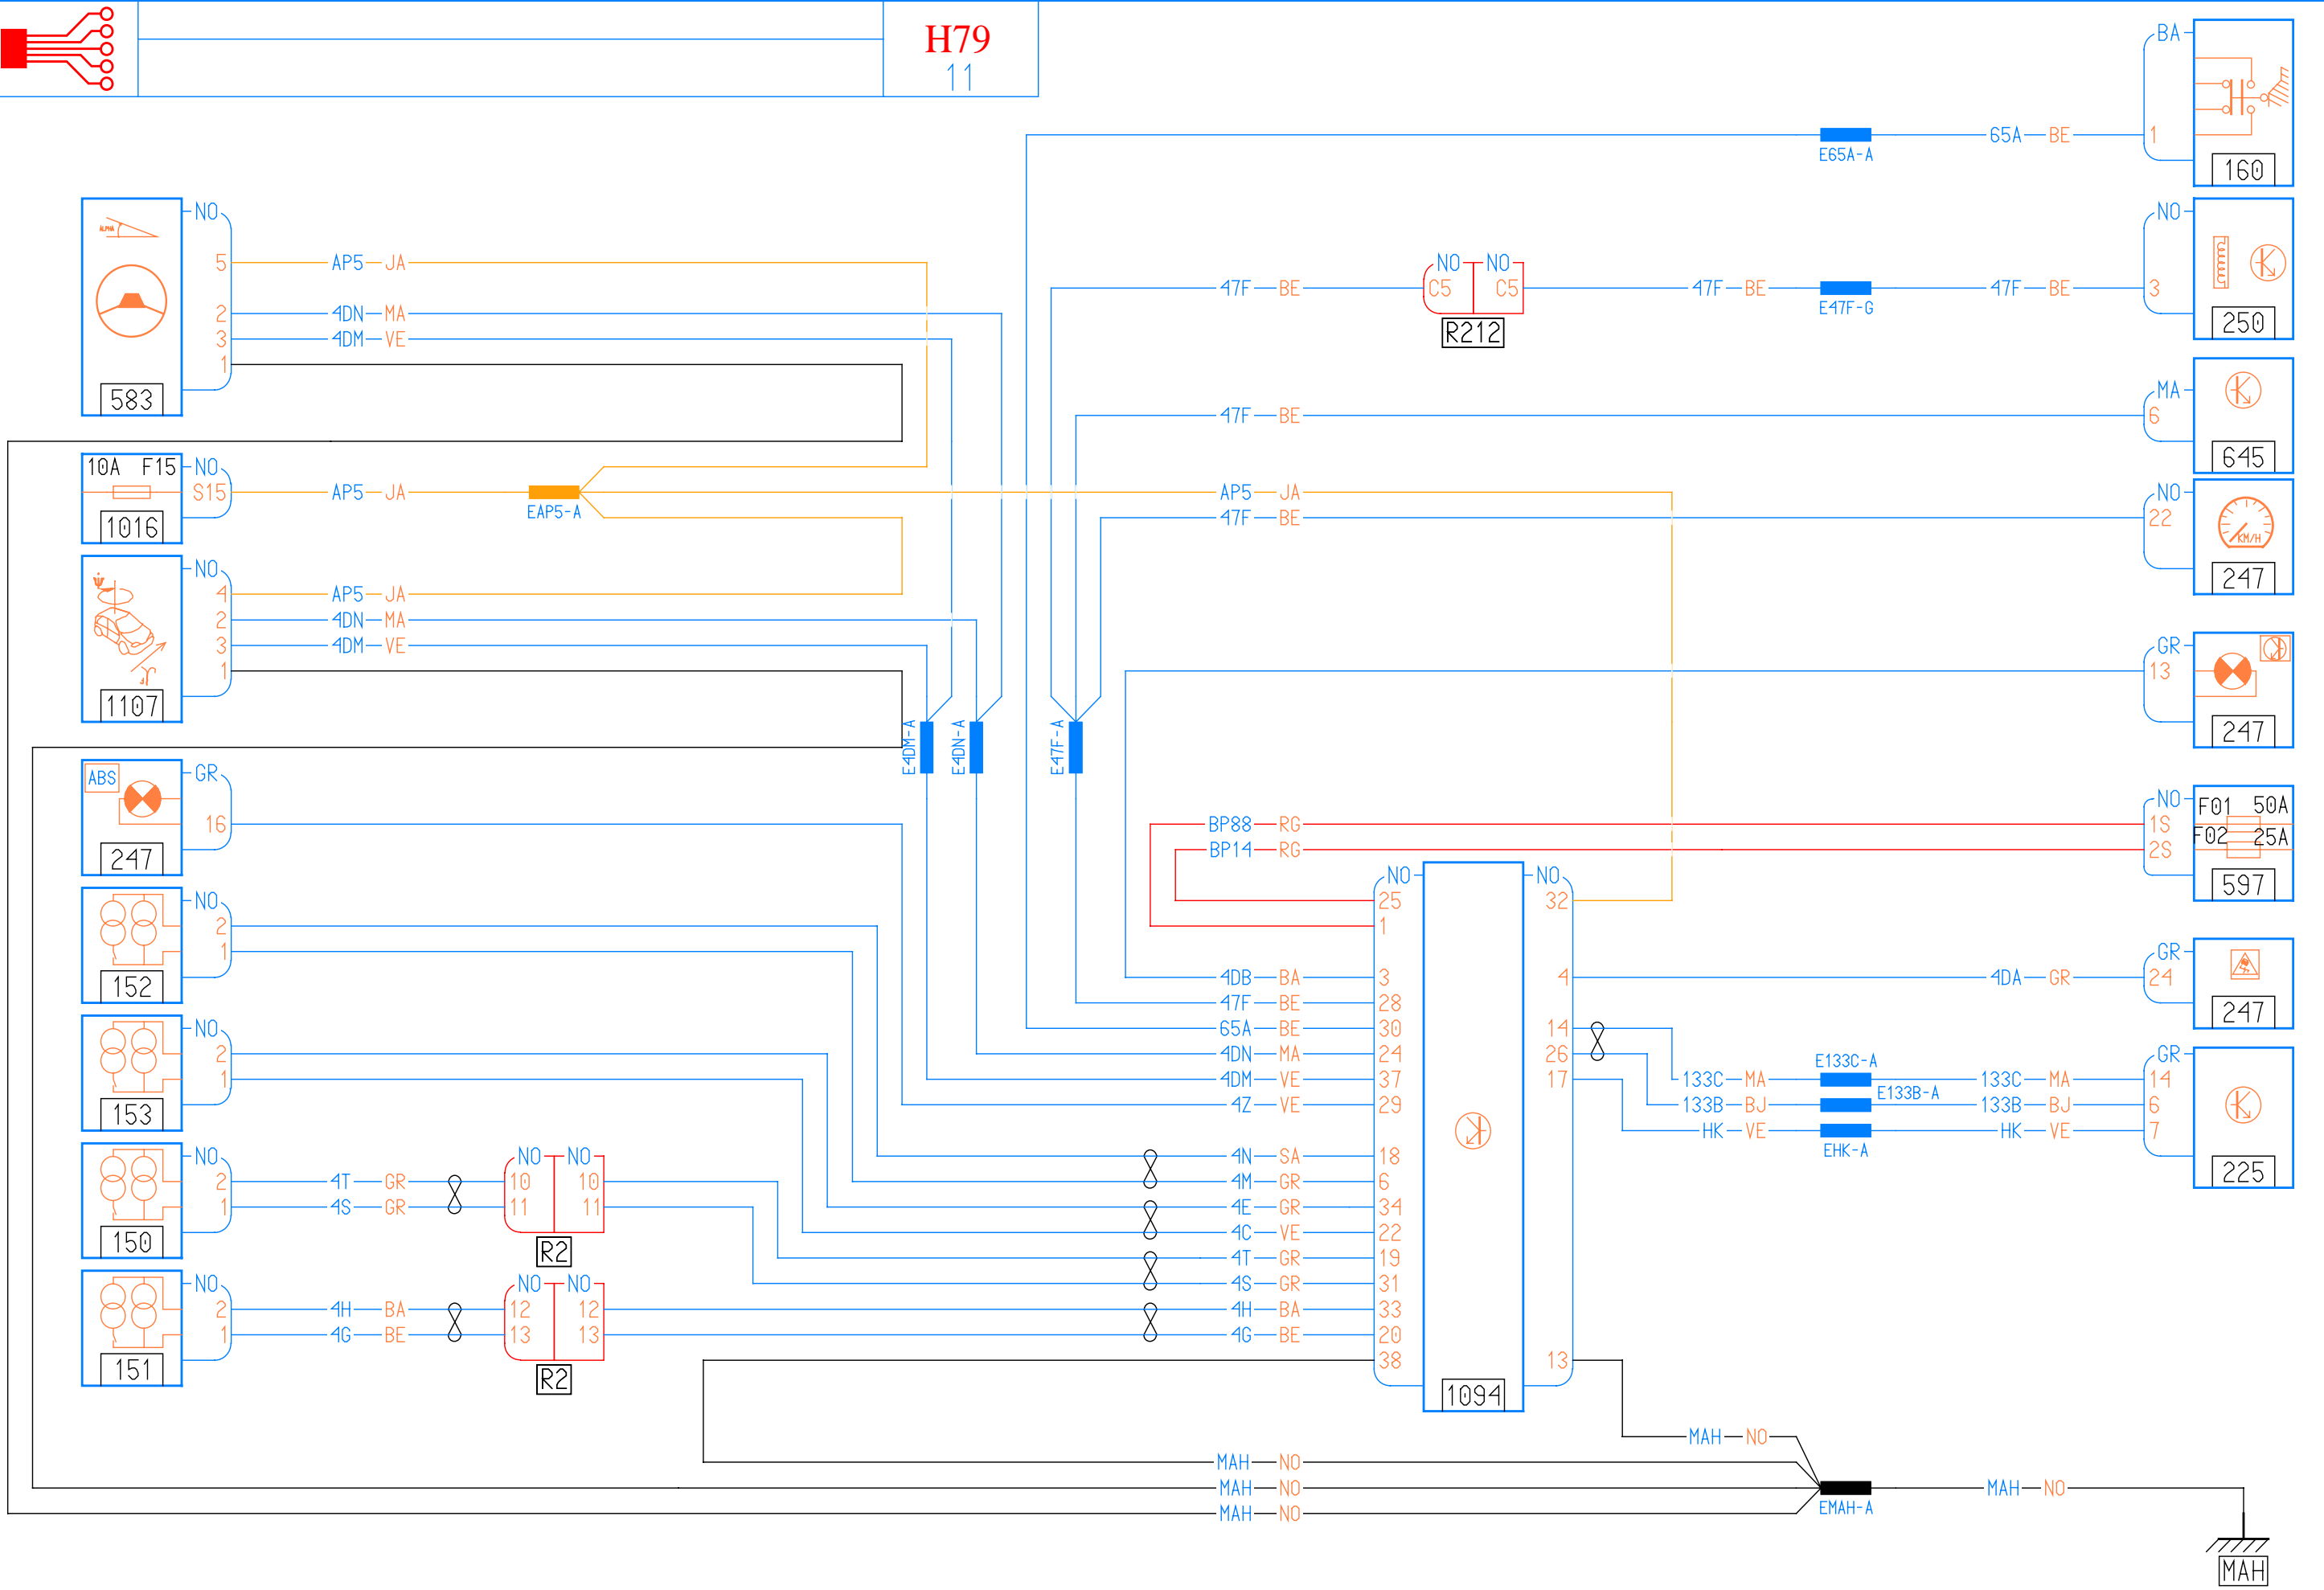 H79
11
BA
65A BE
1
E65A-A
160
NO
ALPHA
5 AP5 JA
2 4DN MA
3 4DM VE
1
583
NO
47F BE
NO NO
C5 C5
R212
47F BE
E47F-G
47F BE
3
250
MA
47F BE
6
645
10A F15 NO
S15 AP5 JA
EAP5-A
1016
AP5 JA
47F BE
NO
22
KM/H
247
NO
4 AP5 JA
2 4DN MA
3 4DM VE
1
1107
GR
13
247
E4DM-A
E4DN-A
E47F-A
ABS GR
16
247
BP88 RG
BP14 RG
NO
1S
2S
F01 50A
F02 25A
597
NO
2
1
152
NO
2
1
153
NO
2 4T GR
1 4S GR
150
NO NO
10 10
11 11
R2
NO
2 4H BA
1 4G BE
151
NO NO
12 12
13 13
R2
NO
25
1
4DB BA 3
47F BE 28
65A BE 30
4DN MA 24
4DM VE 37
4Z VE 29
4N SA 18
4M GR 6
4E GR 34
4C VE 22
4T GR 19
4S GR 31
4H BA 33
4G BE 20
38
1094
NO
32
4
14
26
17
13
4DA GR
GR
24
247
E133C-A
133C MA
133C MA
E133B-A
133B BJ
133B BJ
HK VE
EHK-A
HK VE
GR
14
6
7
225
MAH NO
MAH NO
MAH NO
MAH NO
EMAH-A
MAH NO
MAH